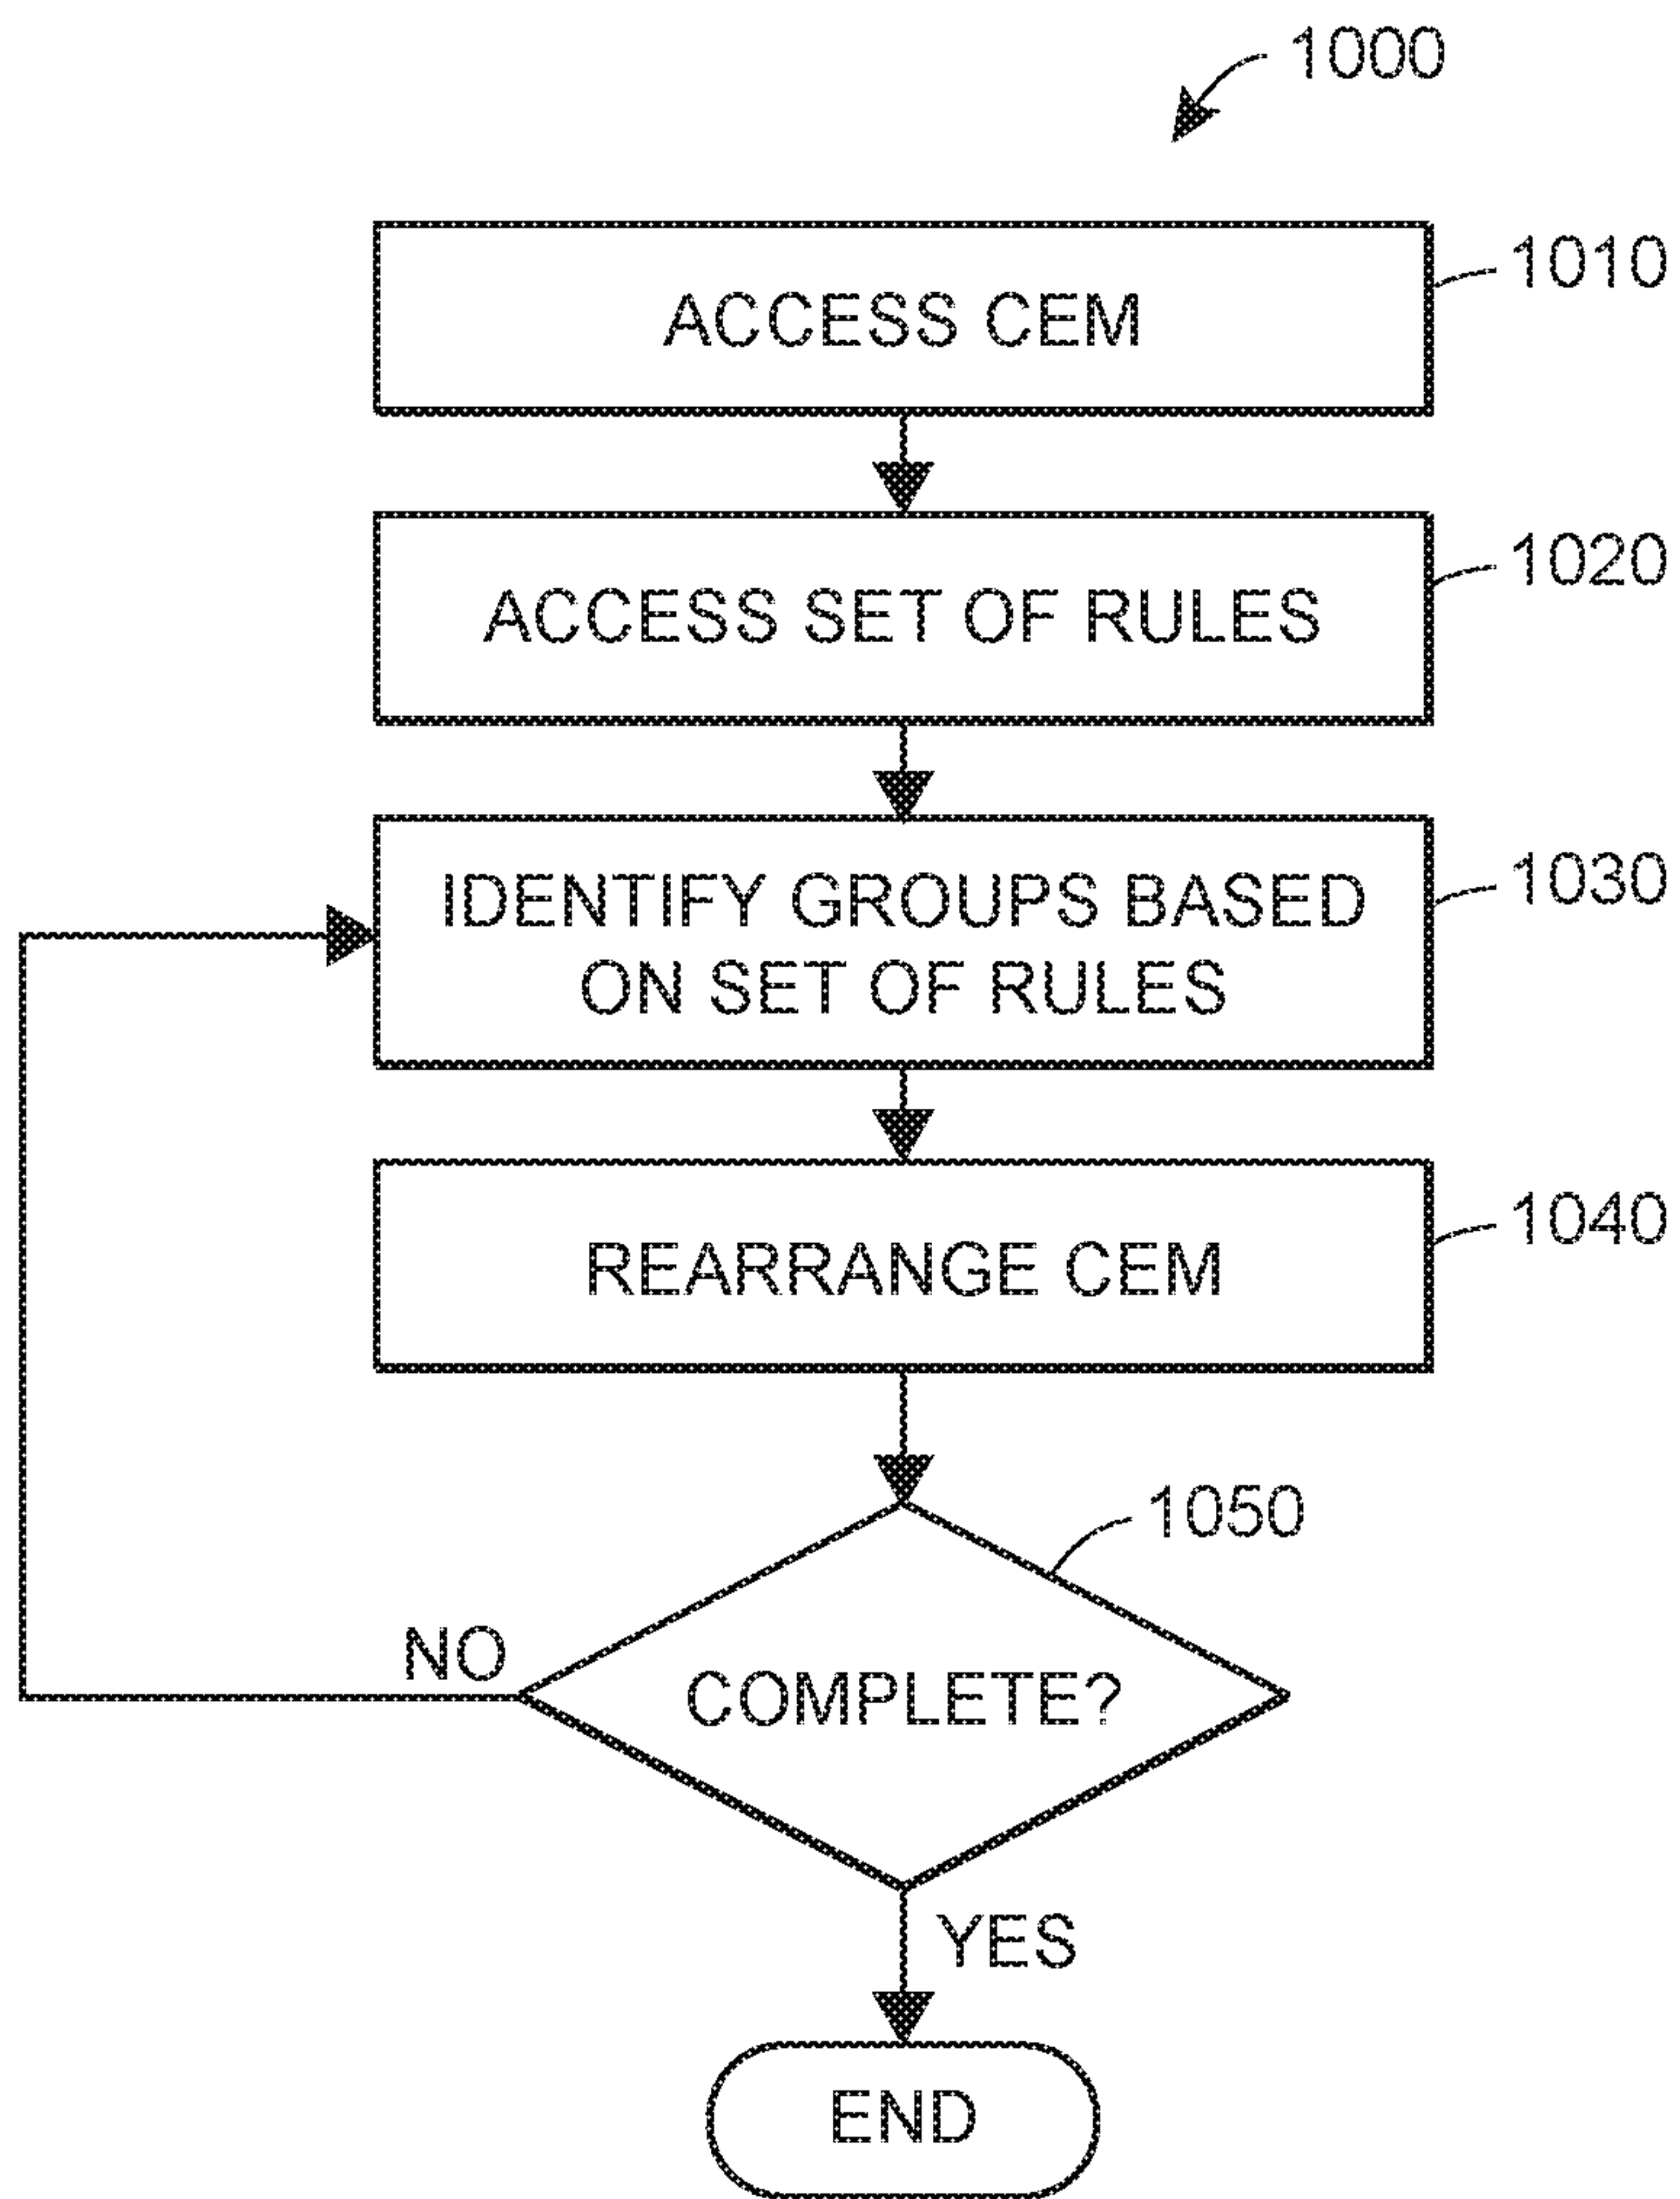 1000
ACCESS CEM
1010
ACCESS SET OF RULES
1020
IDENTIFY GROUPS BASED
ON SET OF RULES
1030
REARRANGE CEM
1040
1050
COMPLETE?
NO
YES
END